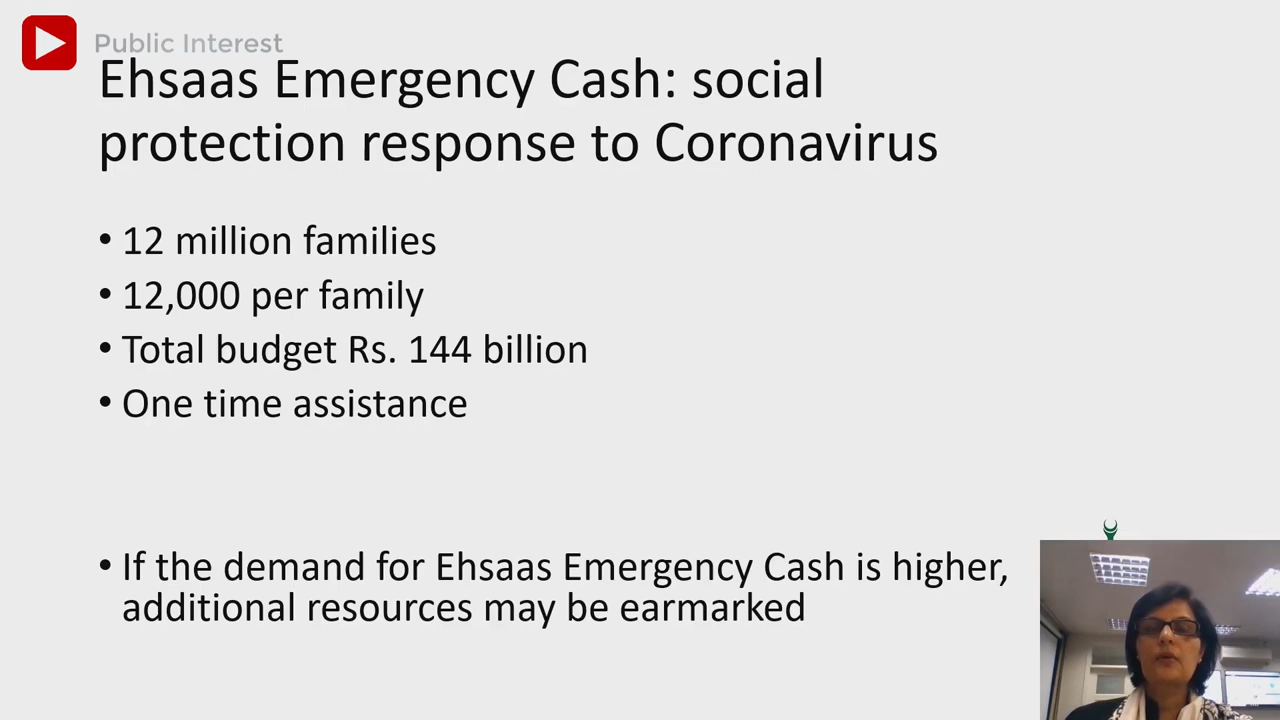 Public Interest
Ehsaas Emergency Cash: social
protection response to Coronavirus
• 12 million families
• 12,000 per family
• Total budget Rs. 144 billion
• One time assistance
• If the demand for Ehsaas Emergency Cash is higher,
additional resources may be earmarked